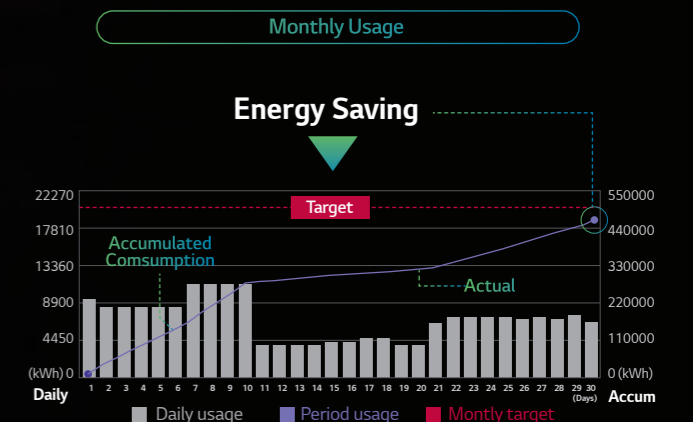 Monthly Usage
Energy Saving
22270
17810
13360
8900
4450
(kWh) 0
Daily
Target
Accumulated
Comsumption
Actual
550000
440000
330000
220000
110000
0 (kWh)
Accum
1 2 3 4 5 6 7 8 9 10 11 12 13 14 15 16 17 18 19 20 21 22 23 24 25 26 27 28 29 30
(Days)
Daily usage Period usage Montly target